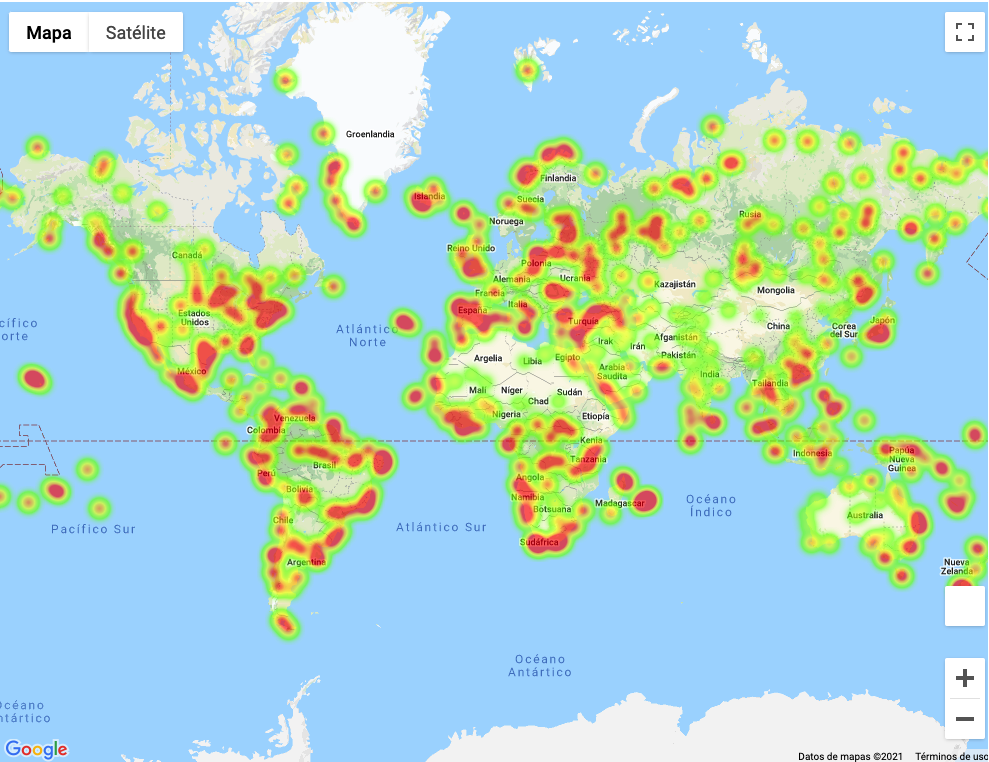 Mapa
Satélite
Groenlandia
Islandia
Finlandia
Suecia
Noruega
Rusia
Reino Unido
Canadá
Polonia
Alemania
Ucrania
Francia
Kazajistán
Mongolia
Italia
España
Estados
Unidos
Turquía
Atlántico
Norte
cífico
orte
China
Corea
del Sur
Japón
Afganistán
Irak
Irán
Pakistán
Argelia
Libia
Egipto
Arabia
Saudita
India
México
Malí
Níger
Chad
Sudán
Tailandia
Nigeria
Etiopía
Venezuela
Colombia
Kenia
Tanzania
Indonesia
Papúa
Nueva
Guinea
Perú
Brasil
Angola
Bolivia
Namibia
Botsuana
Madagascar
Océano
Índico
Australia
Chile
Pacífico Sur
Atlántico Sur
Sudáfrica
Argentina
Nueva
Zelanda
Océano
Antártico
Océano
ntártico
Google
Datos de mapas ©2021
Términos de uso